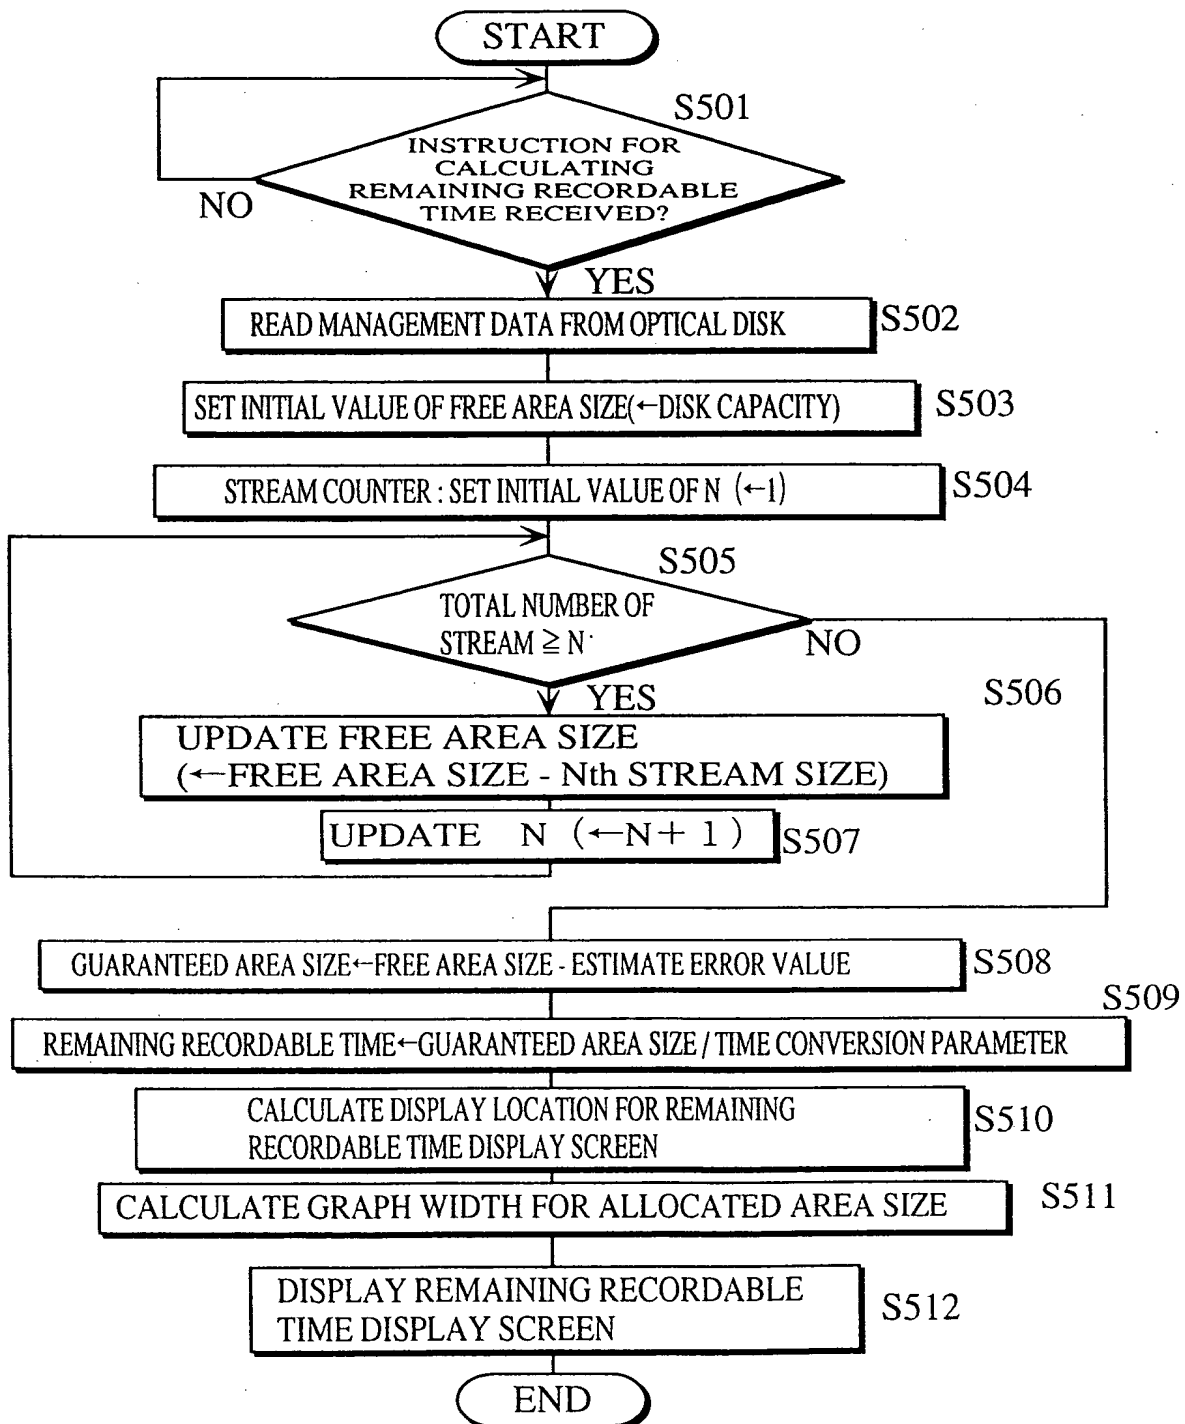 START
S501
INSTRUCTION FOR
CALCULATING
REMAINING RECORDABLE
TIME RECEIVED?
NO
YES
READ MANAGEMENT DATA FROM OPTICAL DISK
S502
SET INITIAL VALUE OF FREE AREA SIZE(←DISK CAPACITY)
S503
STREAM COUNTER : SET INITIAL VALUE OF N (←1)
S504
S505
TOTAL NUMBER OF
STREAM ≧ N
NO
YES
S506
UPDATE FREE AREA SIZE
(←FREE AREA SIZE - Nth STREAM SIZE)
UPDATE N (←N+1)
S507
GUARANTEED AREA SIZE←FREE AREA SIZE - ESTIMATE ERROR VALUE
S508
S509
REMAINING RECORDABLE TIME←GUARANTEED AREA SIZE / TIME CONVERSION PARAMETER
CALCULATE DISPLAY LOCATION FOR REMAINING
RECORDABLE TIME DISPLAY SCREEN
S510
CALCULATE GRAPH WIDTH FOR ALLOCATED AREA SIZE
S511
DISPLAY REMAINING RECORDABLE
TIME DISPLAY SCREEN
S512
END